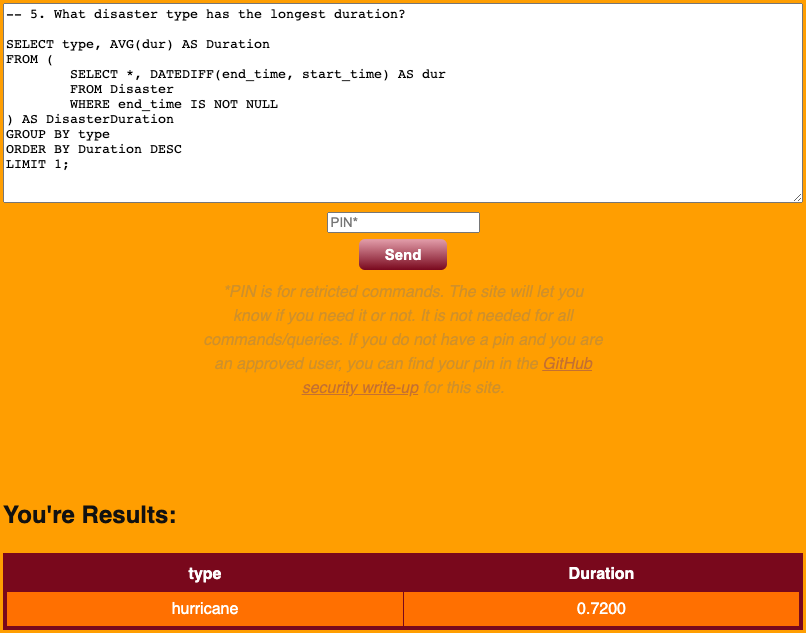 -- 5. What disaster type has the longest duration?
SELECT type, AVG(dur) AS Duration
FROM (
SELECT *, DATEDIFF(end_time, start_time) AS dur
FROM Disaster
WHERE end_time IS NOT NULL
) AS DisasterDuration
GROUP BY type
ORDER BY Duration DESC
LIMIT 1;
PIN*
Send
*PIN is for retricted commands. The site will let you
know if you need it or not. It is not needed for all
commands/queries. If you do not have a pin and you are
an approved user, you can find your pin in the GitHub
security write-up for this site.
You're Results:
type Duration
hurricane 0.7200